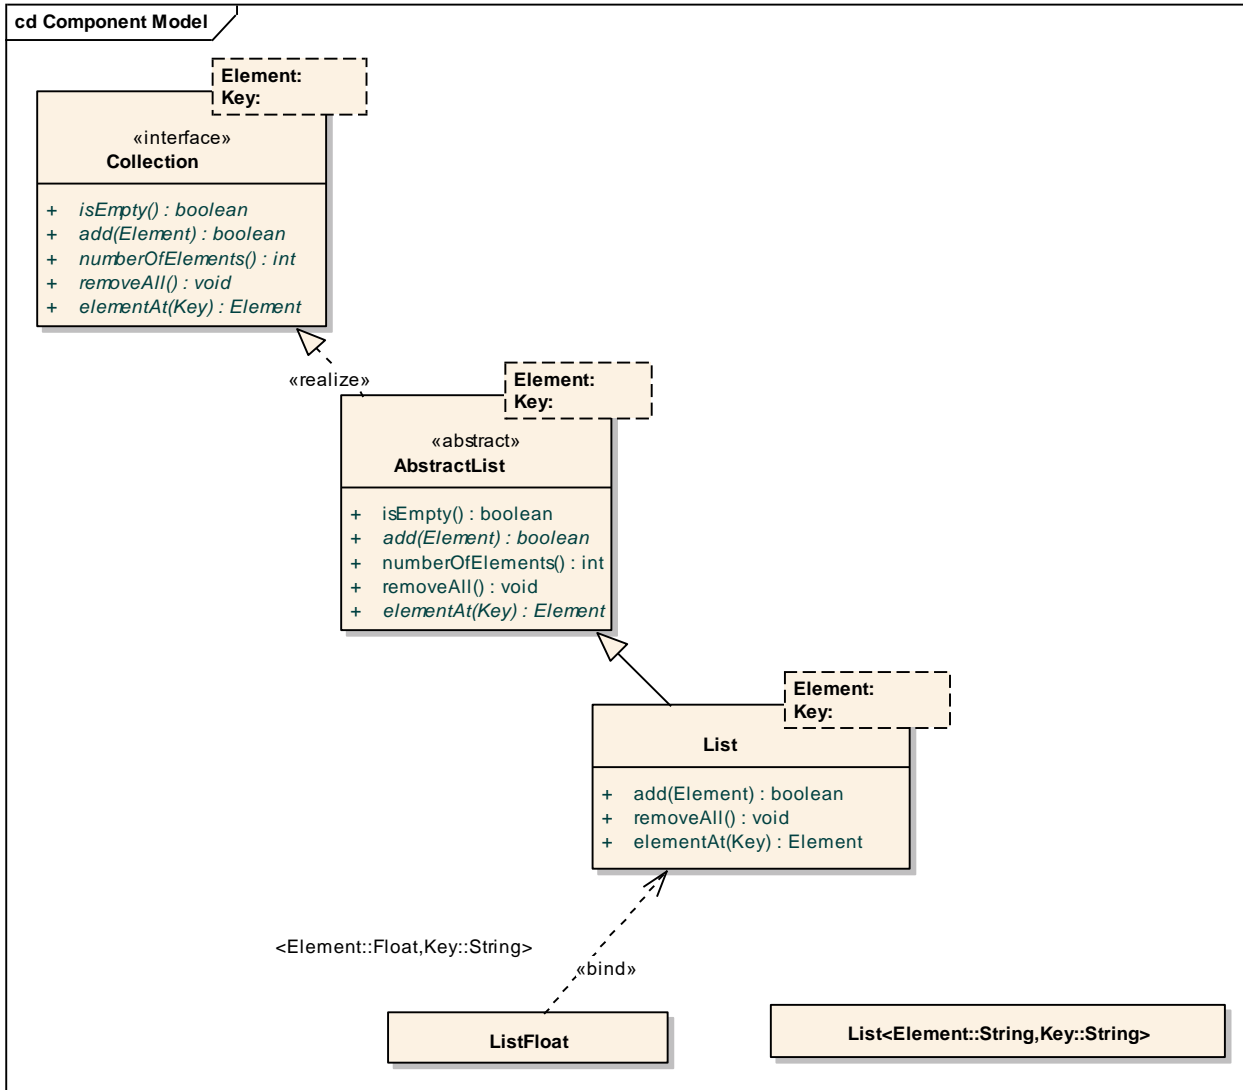 cd Component Model
Element:
Key:
«interface»
Collection
+ isEmpty() : boolean
+ add(Element) : boolean
+ numberOfElements() : int
+ removeAll() : void
+ elementAt(Key) : Element
«realize»
Element:
Key:
«abstract»
AbstractList
+ isEmpty() : boolean
+ add(Element) : boolean
+ numberOfElements() : int
+ removeAll() : void
+ elementAt(Key) : Element
Element:
Key:
List
+ add(Element) : boolean
+ removeAll() : void
+ elementAt(Key) : Element
<Element::Float,Key::String>
«bind»
ListFloat
List<Element::String,Key::String>